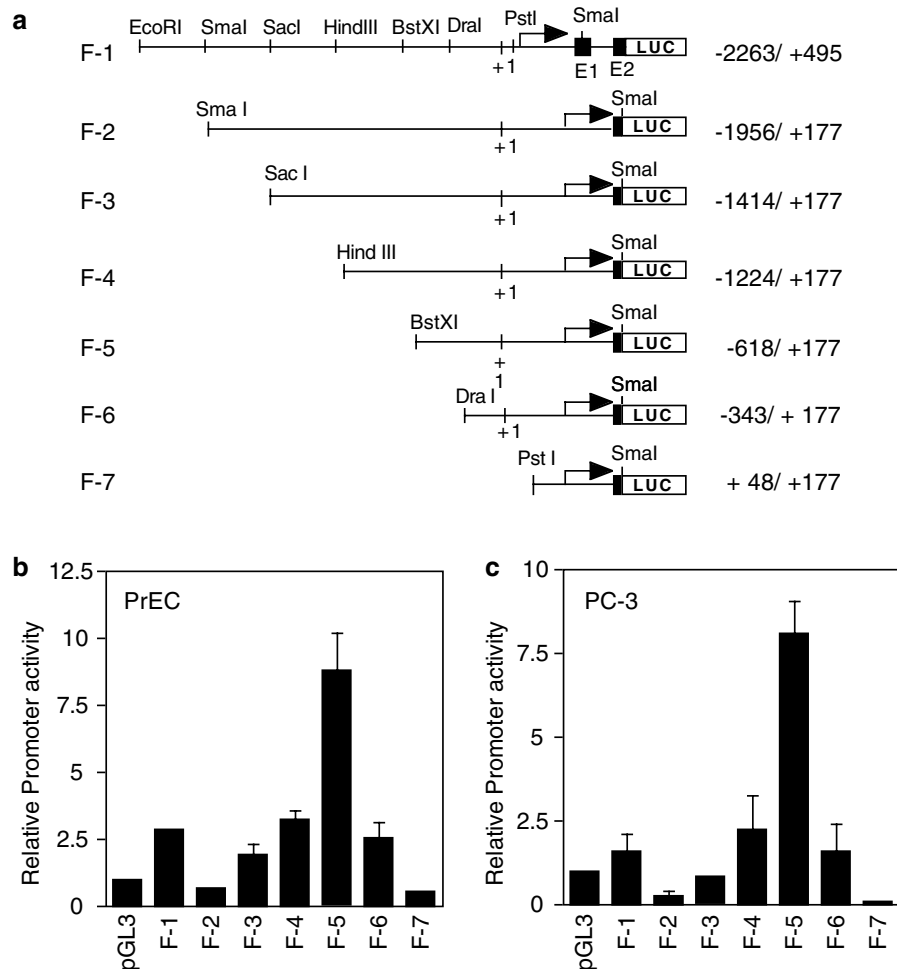 a
EcoRI SmaI SacI HindIII BstXI DraI PstI SmaI
F-1 +1 E1 E2 LUC -2263/ +495
Sma I SmaI
F-2 +1 LUC -1956/ +177
Sac I SmaI
F-3 +1 LUC -1414/ +177
Hind III SmaI
F-4 +1 LUC -1224/ +177
BstXI SmaI
F-5 + LUC -618/ +177
1
Dra I SmaI
F-6 +1 LUC -343/ + 177
Pst I SmaI
F-7 LUC + 48/ +177
b
PrEC
Relative Promoter activity
12.5
10
7.5
5
2.5
0
pGL3 F-1 F-2 F-3 F-4 F-5 F-6 F-7
c
PC-3
Relative Promoter activity
10
7.5
5
2.5
0
pGL3 F-1 F-2 F-3 F-4 F-5 F-6 F-7